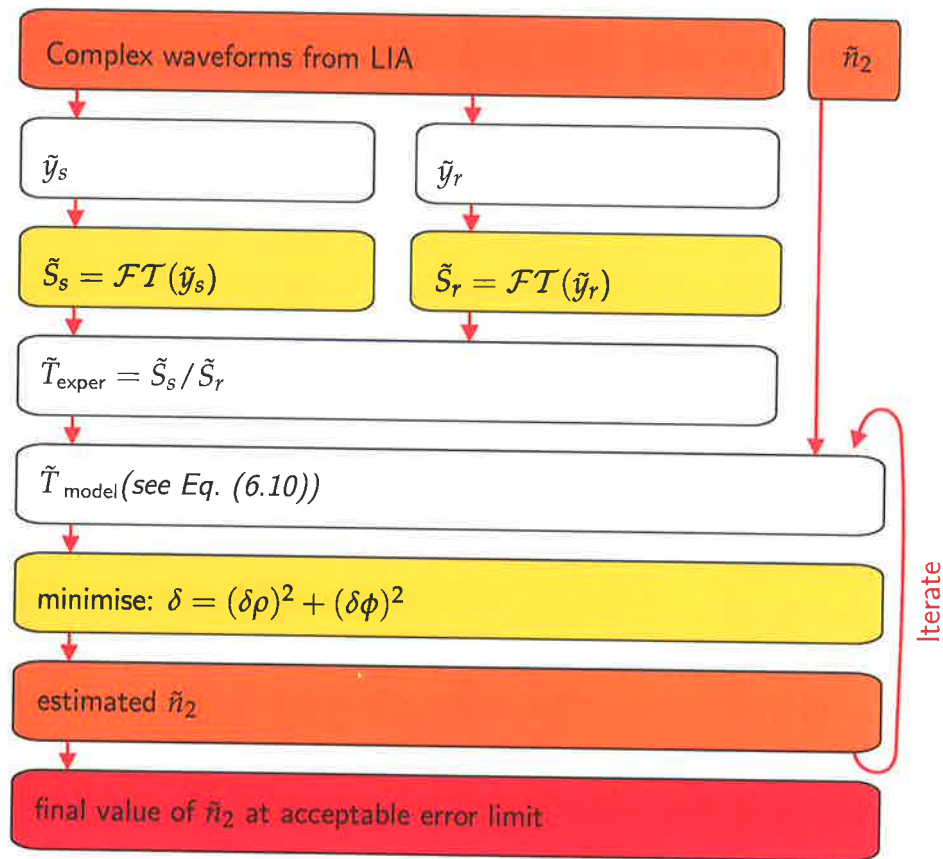 Complex waveforms from LIA
ñ₂
ỹₛ
ỹᵣ
S̃ₛ = ℱ𝒯(ỹₛ)
S̃ᵣ = ℱ𝒯(ỹᵣ)
T̃exper = S̃ₛ/S̃ᵣ
T̃model(see Eq. (6.10))
minimise: δ = (δρ)² + (δϕ)²
estimated ñ₂
Iterate
final value of ñ₂ at acceptable error limit